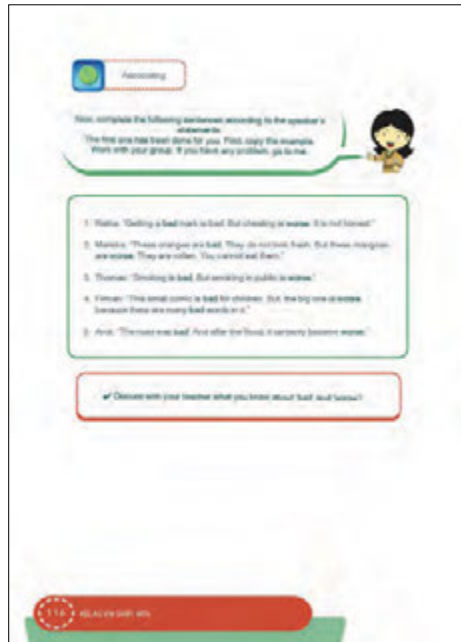 Associating
Now, complete the following sentences according to the speaker's
statements.
The first one has been done for you. First, copy the example.
Work with your group. If you have any problem, go to me.
1. "Getting a bad mark is bad. But cheating is worse. It is not honest."
2. "These oranges are bad. They do not look fresh. But these mangoes
are worse. They are rotten. You cannot eat them."
3. "Smoking is bad. But smoking in public is worse."
4. "This small comic is bad for children. But, the big one is worse,
because there are many bad words in it."
5. "The road was bad. And after the flood, it certainly became worse."
✔ Discuss with your teacher what you know about 'bad' and 'worse'!
116 KELAS VIII SMP/ MTs